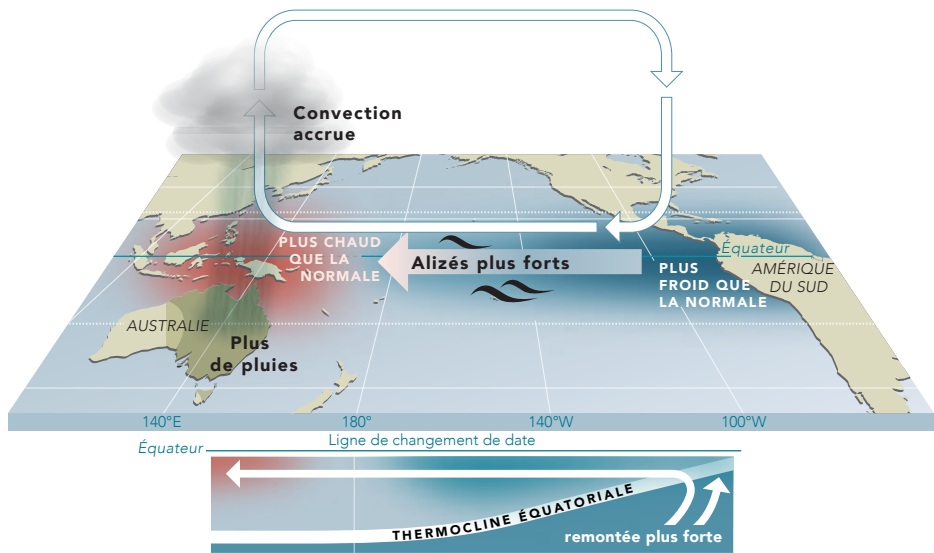 Convection
accrue
PLUS CHAUD
QUE LA
NORMALE
Alizés plus forts
Équateur
PLUS
FROID QUE
LA NORMALE
AMÉRIQUE
DU SUD
AUSTRALIE
Plus
de pluies
140°E
180°
140°W
100°W
Ligne de changement de date
Équateur
THERMOCLINE ÉQUATORIALE
remontée plus forte